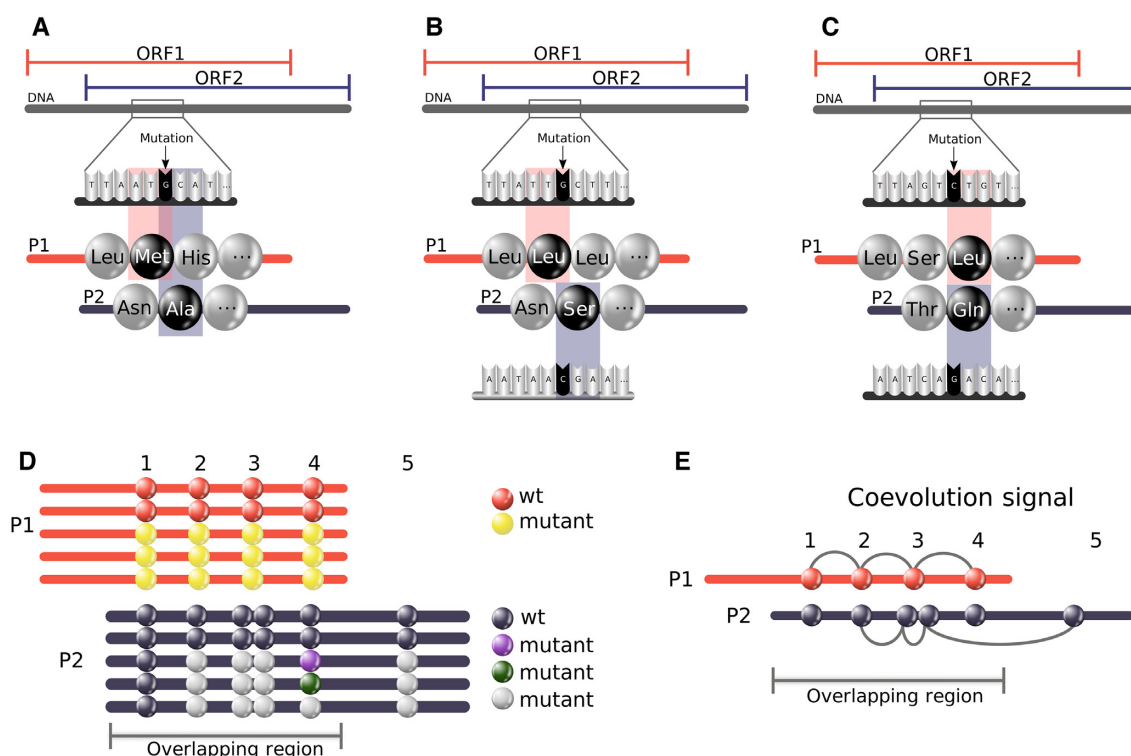 A
ORF1
ORF2
DNA
Mutation
T T A A T G C A T ...
P1
Leu Met His ...
P2
Asn Ala ...
B
ORF1
ORF2
DNA
Mutation
T T A T T G C T T ...
P1
Leu Leu Leu ...
P2
Asn Ser ...
A A T A A C G A A ...
C
ORF1
ORF2
DNA
Mutation
T T A G T C T G T ...
P1
Leu Ser Leu ...
P2
Thr Gln ...
A A T C A G A C A ...
D
1 2 3 4 5
P1
wt
mutant
P2
wt
mutant
mutant
mutant
Overlapping region
E
Coevolution signal
1 2 3 4 5
P1
P2
Overlapping region